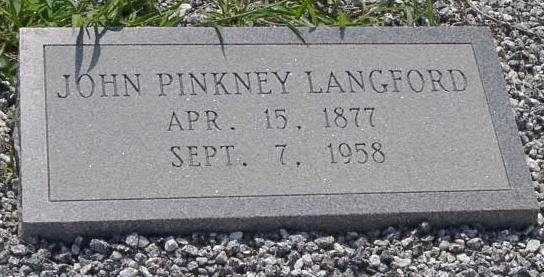 JOHN PINKNEY LANGFORD
APR. 15, 1877
SEPT. 7, 1958